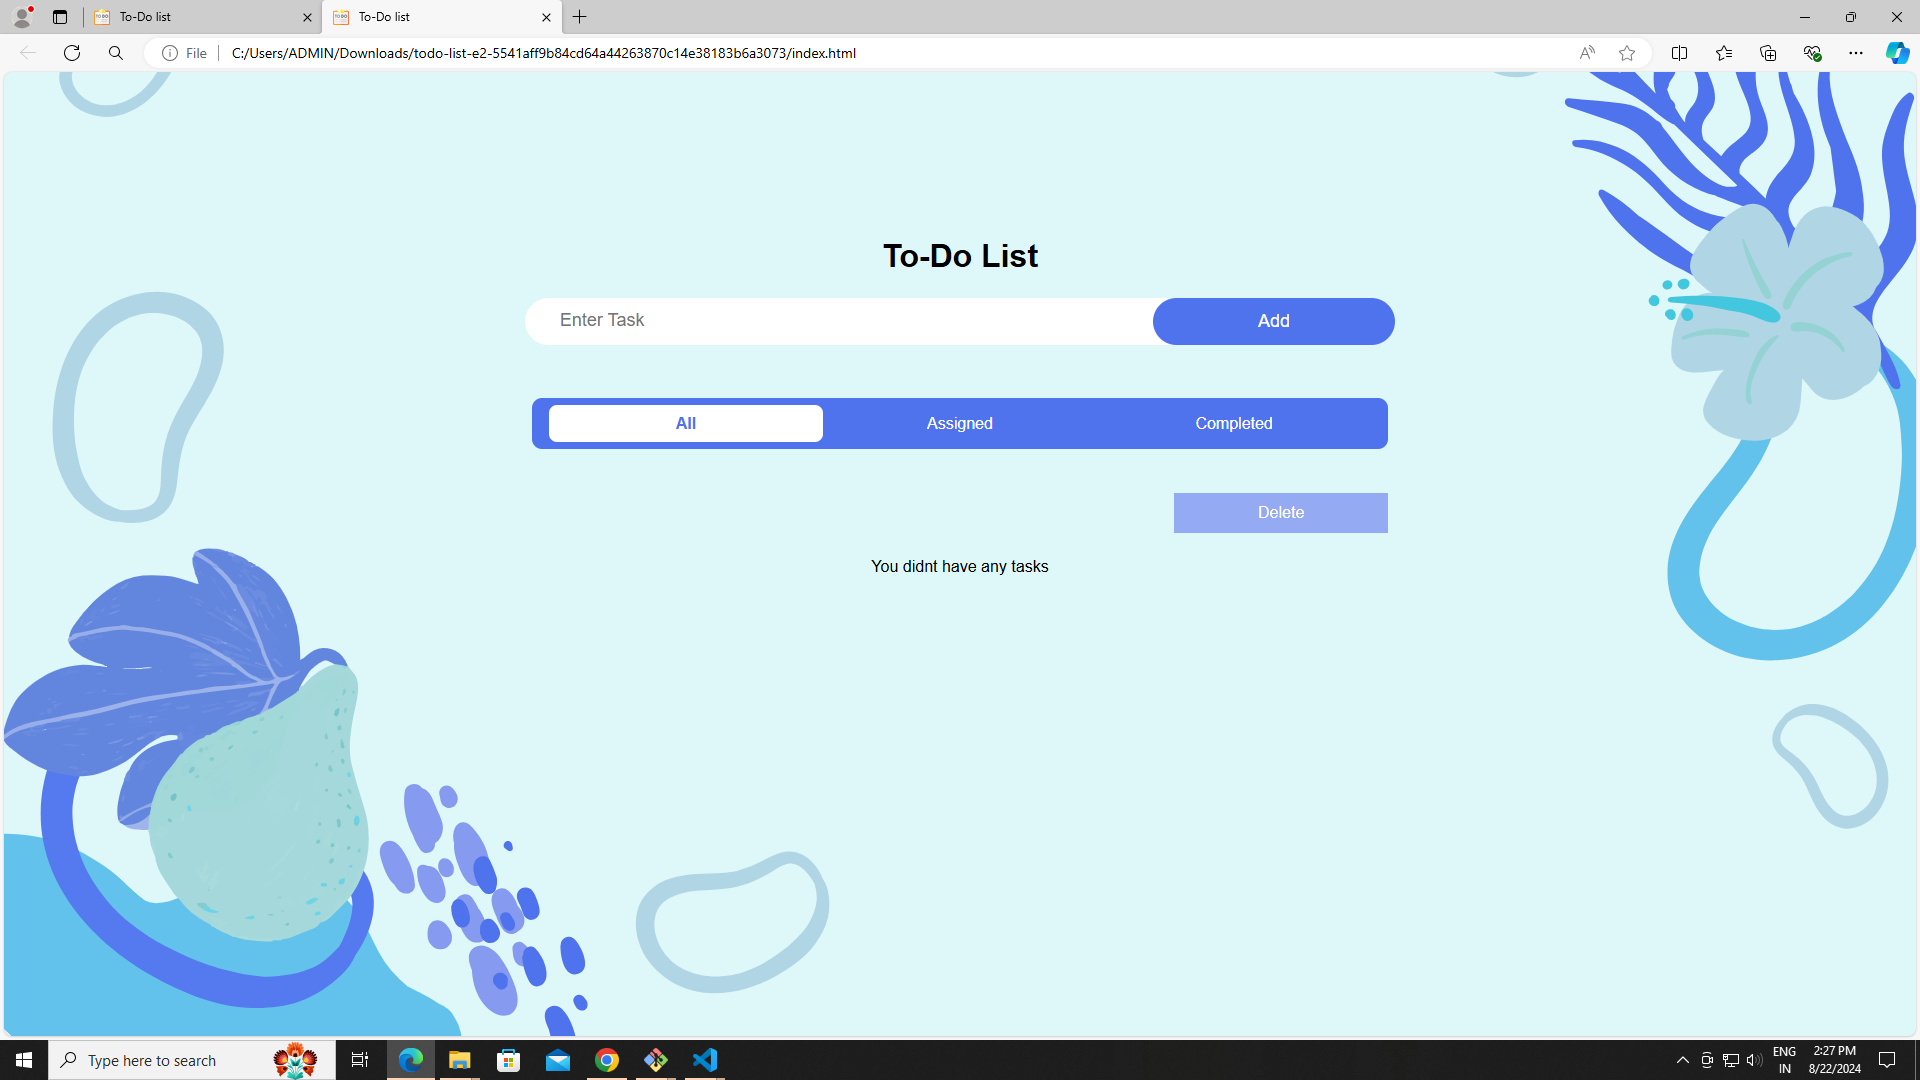 To-Do list
To-Do list
File
C:/Users/ADMIN/Downloads/todo-list-e2-5541aff9b84cd64a44263870c14e38183b6a3073/index.html
To-Do List
Enter Task
Add
All
Assigned
Completed
Delete
You didnt have any tasks
Type here to search
ENG
IN
2:27 PM
8/22/2024